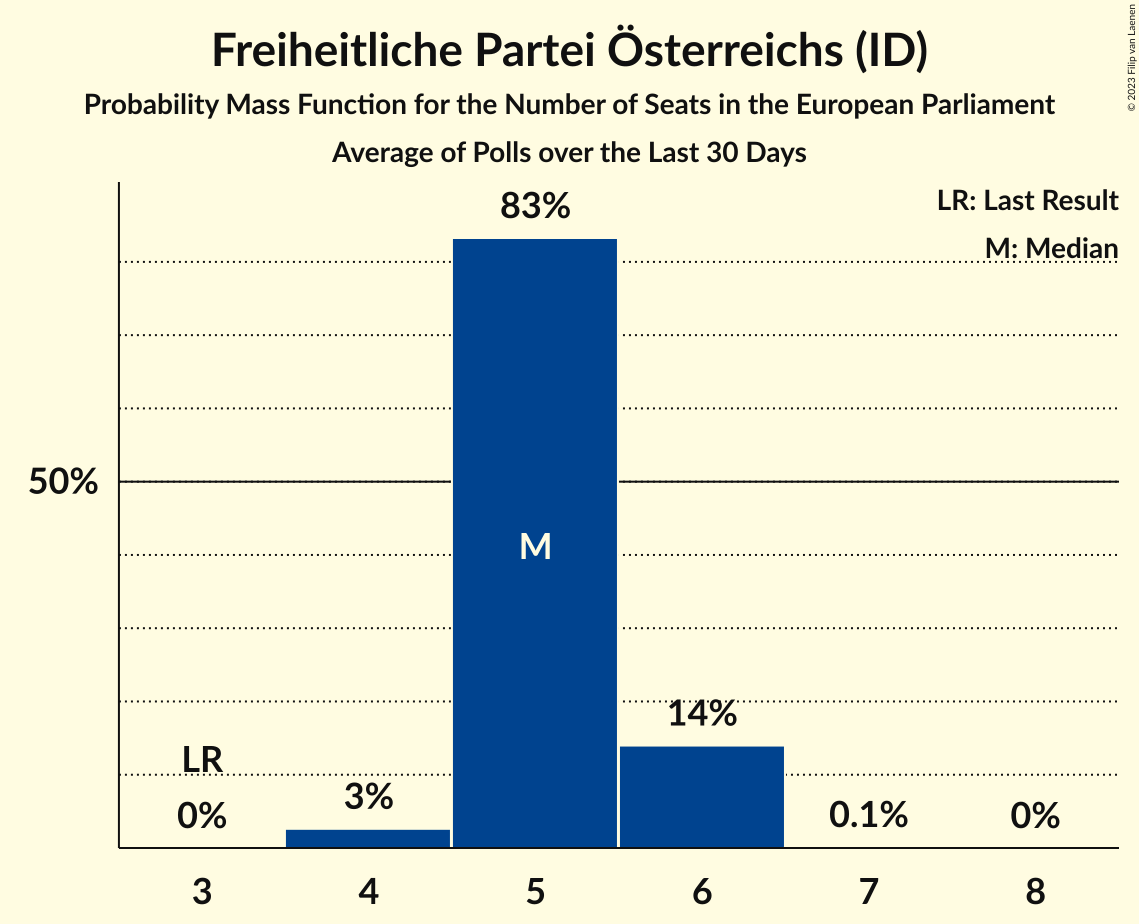 Freiheitliche Partei Österreichs (ID)
Probability Mass Function for the Number of Seats in the European Parliament
Average of Polls over the Last 30 Days
© 2023 Filip van Laenen
LR: Last Result
M: Median
83%
50%
M
14%
LR
0%
3%
0.1%
0%
3 4 5 6 7 8